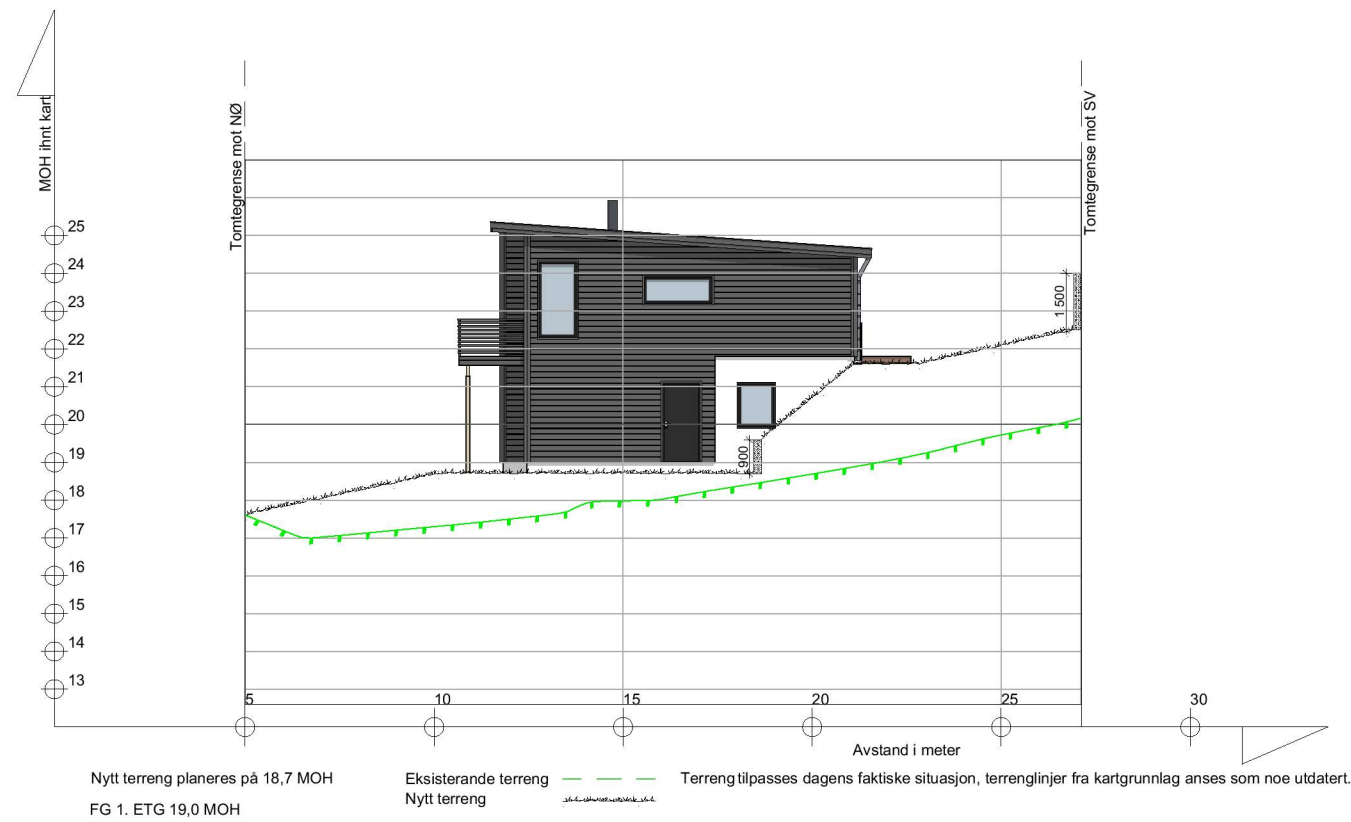 MOH ihnt kart
Tomtegrense mot NØ
Tomtegrense mot SV
25
24
23
22
21
20
19
18
17
16
15
14
13
1 500
900
5
10
15
20
25
30
Avstand i meter
Nytt terreng planeres på 18,7 MOH
FG 1. ETG 19,0 MOH
Eksisterande terreng
Nytt terreng
Terreng tilpasses dagens faktiske situasjon, terrenglinjer fra kartgrunnlag anses som noe utdatert.